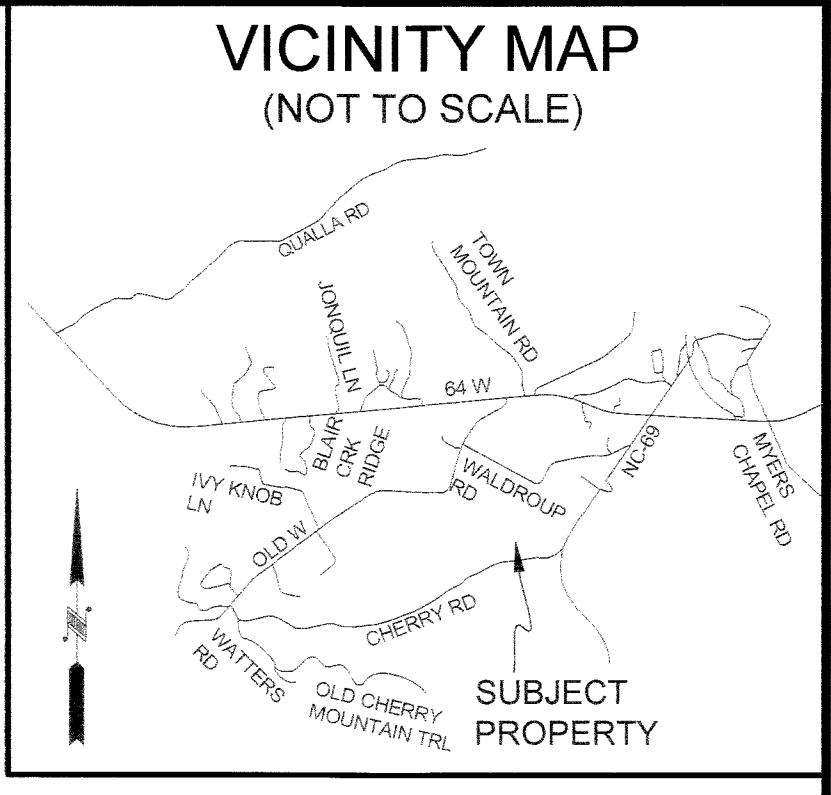 VICINITY MAP
(NOT TO SCALE)
QUALLA RD
TOWN
MOUNTAIN RD
JONQUIL LN
64 W
BLAIR
CRK
RIDGE
NC-69
MYERS
CHAPEL RD
WALDROUP
RD
IVY KNOB
LN
OLD W
CHERRY RD
WATTERS
RD
OLD CHERRY
MOUNTAIN TRL
SUBJECT
PROPERTY
N